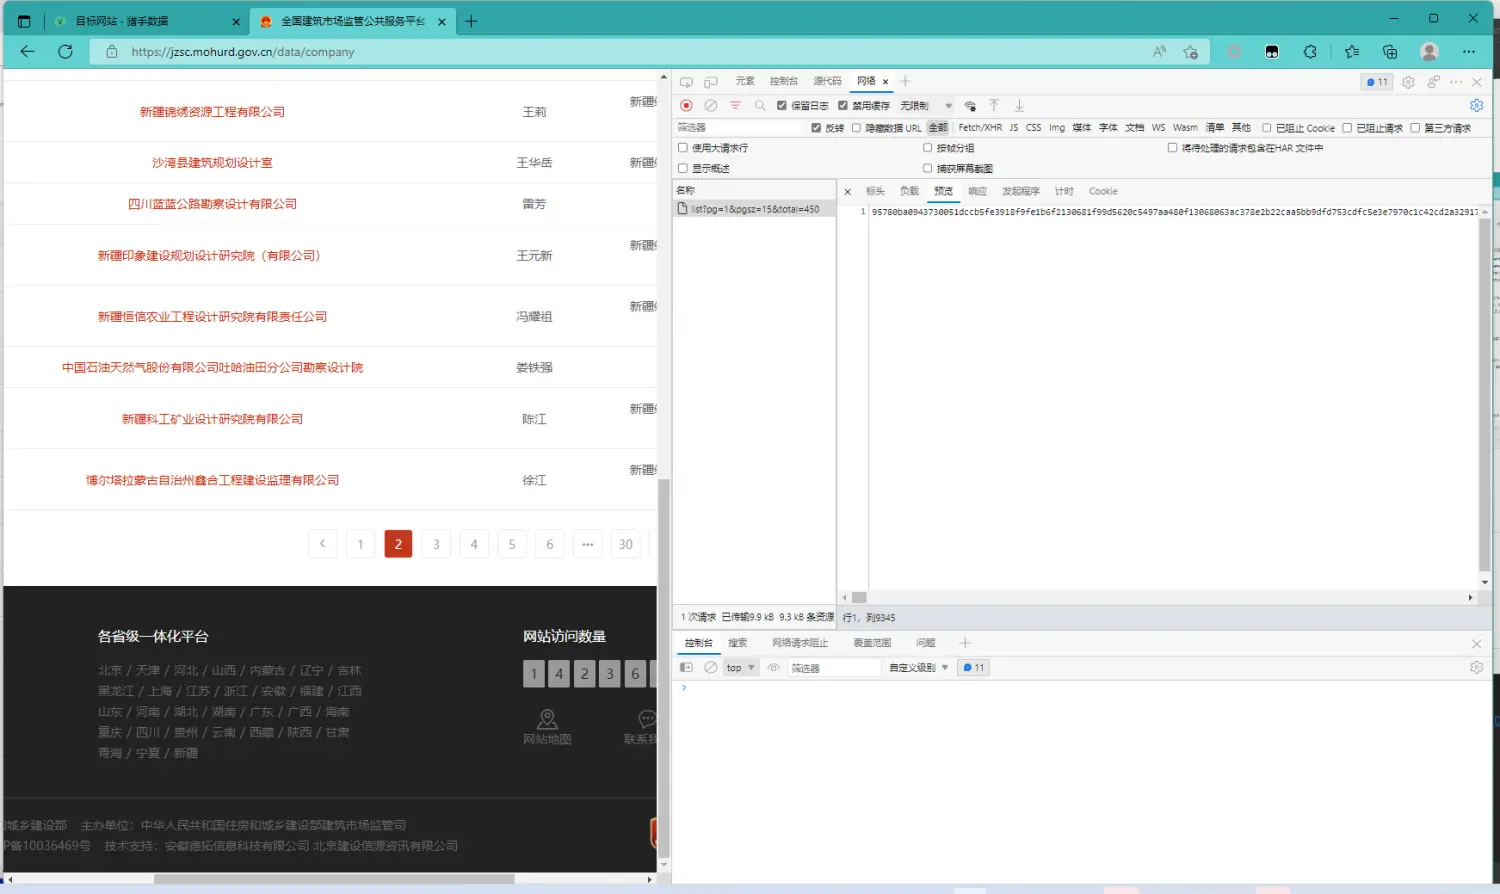 目标网站 - 猎手数据
全国建筑市场监管公共服务平台
https://jzsc.mohurd.gov.cn/data/company
新疆锦绣资源工程有限公司 王莉 新疆
沙湾县建筑规划设计室 王华岳 新疆
四川蓝蓝公路勘察设计有限公司 雷芳
新疆印象建设规划设计研究院（有限公司） 王元新 新疆
新疆恒信农业工程设计研究院有限责任公司 冯耀祖 新疆
中国石油天然气股份有限公司吐哈油田分公司勘察设计院 娄铁强
新疆科工矿业设计研究院有限公司 陈江 新疆
博尔塔拉蒙古自治州鑫合工程建设监理有限公司 徐江 新疆
1 2 3 4 5 6 ··· 30
各省级一体化平台
北京 / 天津 / 河北 / 山西 / 内蒙古 / 辽宁 / 吉林
黑龙江 / 上海 / 江苏 / 浙江 / 安徽 / 福建 / 江西
山东 / 河南 / 湖北 / 湖南 / 广东 / 广西 / 海南
重庆 / 四川 / 贵州 / 云南 / 西藏 / 陕西 / 甘肃
青海 / 宁夏 / 新疆
网站访问数量
1 4 2 3 6
网站地图 联系我
城乡建设部 主办单位：中华人民共和国住房和城乡建设部建筑市场监管司
P备10036469号 技术支持：安徽德拓信息科技有限公司 北京建设信源资讯有限公司
元素 控制台 源代码 网络 11
保留日志 禁用缓存 无限制
筛选器 反转 隐藏数据 URL 全部 Fetch/XHR JS CSS Img 媒体 字体 文档 WS Wasm 清单 其他 已阻止 Cookie 已阻止请求 第三方请求
使用大请求行 按帧分组 将待处理的请求包含在HAR 文件中
显示概述 捕获屏幕截图
名称
list?pg=1&pgsz=15&total=450
标头 负载 预览 响应 发起程序 计时 Cookie
1 95780ba0943730051dccb5fe3918f9fe1b6f2130681f99d5620c5497aa480f13068063ac378e2b22caa5bb9dfd753cdfc5e3e7970c1c42cd2a32917
1 次请求 已传输9.9 kB 9.3 kB 条资源
行1，列9345
控制台 搜索 网络请求阻止 覆盖范围 问题
top 筛选器 自定义级别 11